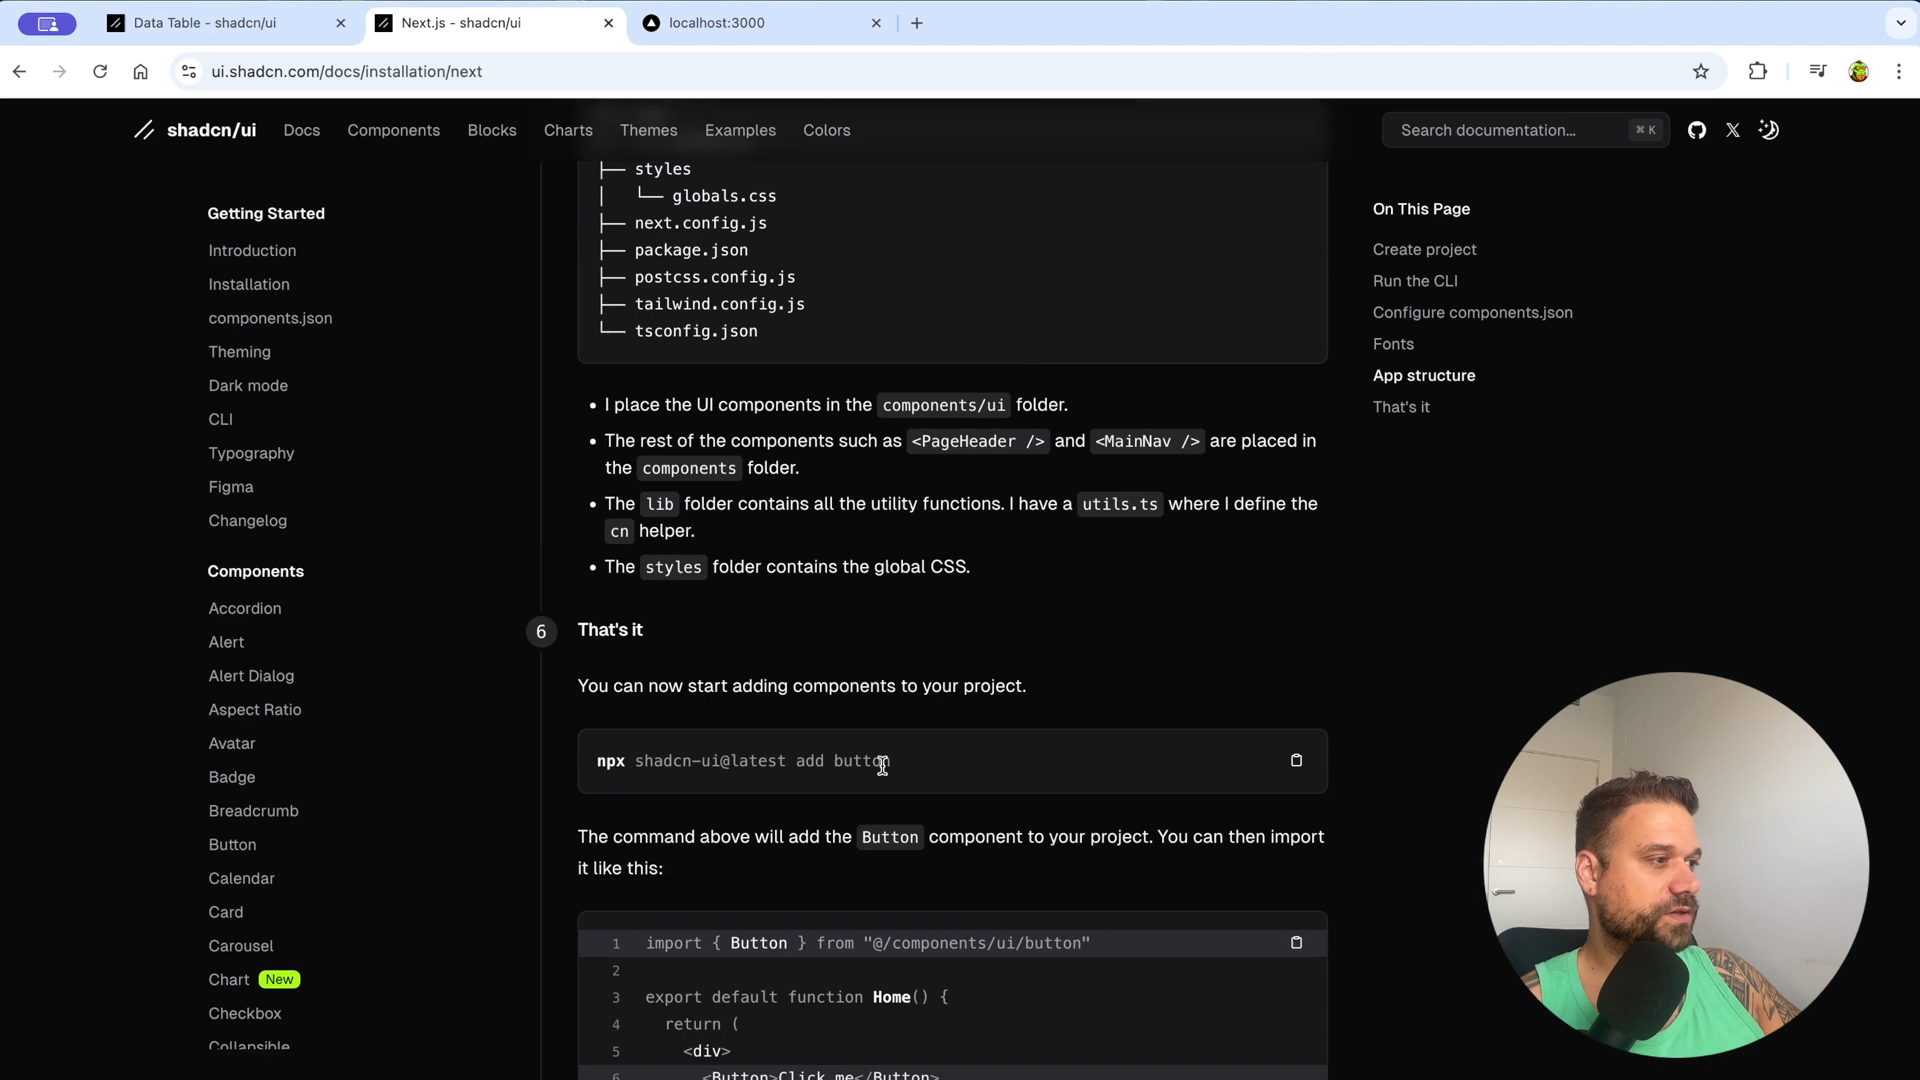 Data Table - shadcn/ui
Next.js - shadcn/ui
localhost:3000
ui.shadcn.com/docs/installation/next
shadcn/ui
Docs
Components
Blocks
Charts
Themes
Examples
Colors
Search documentation...
⌘ K
Getting Started
Introduction
Installation
components.json
Theming
Dark mode
CLI
Typography
Figma
Changelog
Components
Accordion
Alert
Alert Dialog
Aspect Ratio
Avatar
Badge
Breadcrumb
Button
Calendar
Card
Carousel
Chart New
Checkbox
Collapsible
├── styles
│   └── globals.css
├── next.config.js
├── package.json
├── postcss.config.js
├── tailwind.config.js
└── tsconfig.json
• I place the UI components in the components/ui folder.
• The rest of the components such as <PageHeader /> and <MainNav /> are placed in
the components folder.
• The lib folder contains all the utility functions. I have a utils.ts where I define the
cn helper.
• The styles folder contains the global CSS.
6 That's it
You can now start adding components to your project.
npx shadcn-ui@latest add button
The command above will add the Button component to your project. You can then import
it like this:
1 import { Button } from "@/components/ui/button"
2
3 export default function Home() {
4 return (
5 <div>
6 <Button>Click me</Button>
On This Page
Create project
Run the CLI
Configure components.json
Fonts
App structure
That's it